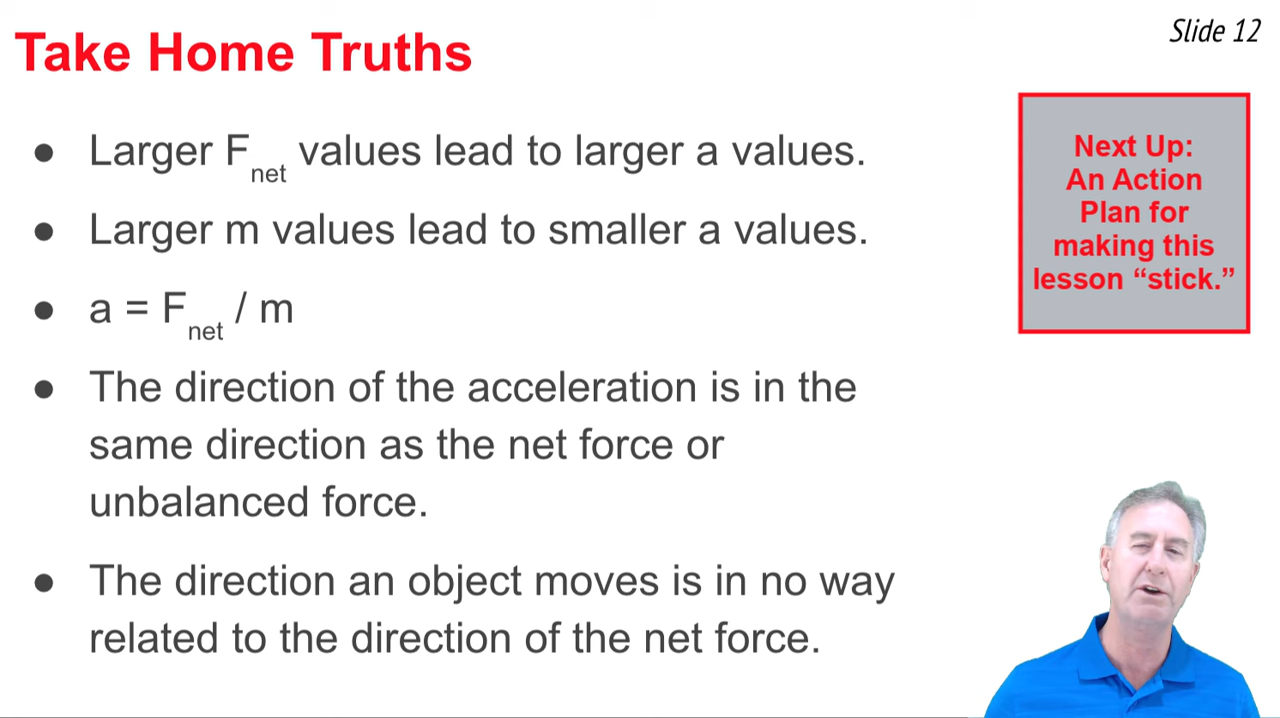 Slide 12
Take Home Truths
● Larger Fnet values lead to larger a values.
● Larger m values lead to smaller a values.
● a = Fnet / m
● The direction of the acceleration is in the
same direction as the net force or
unbalanced force.
● The direction an object moves is in no way
related to the direction of the net force.
Next Up:
An Action
Plan for
making this
lesson “stick.”